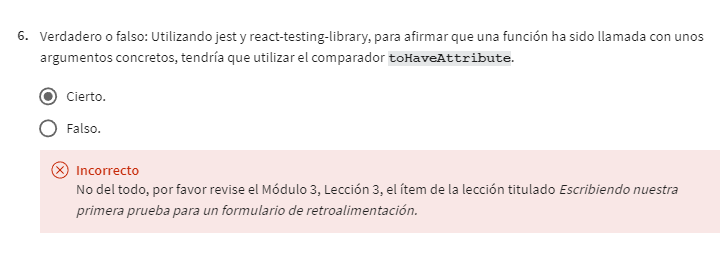 6. Verdadero o falso: Utilizando jest y react-testing-library, para afirmar que una función ha sido llamada con unos
argumentos concretos, tendría que utilizar el comparador toHaveAttribute.
Cierto.
Falso.
Incorrecto
No del todo, por favor revise el Módulo 3, Lección 3, el ítem de la lección titulado Escribiendo nuestra
primera prueba para un formulario de retroalimentación.